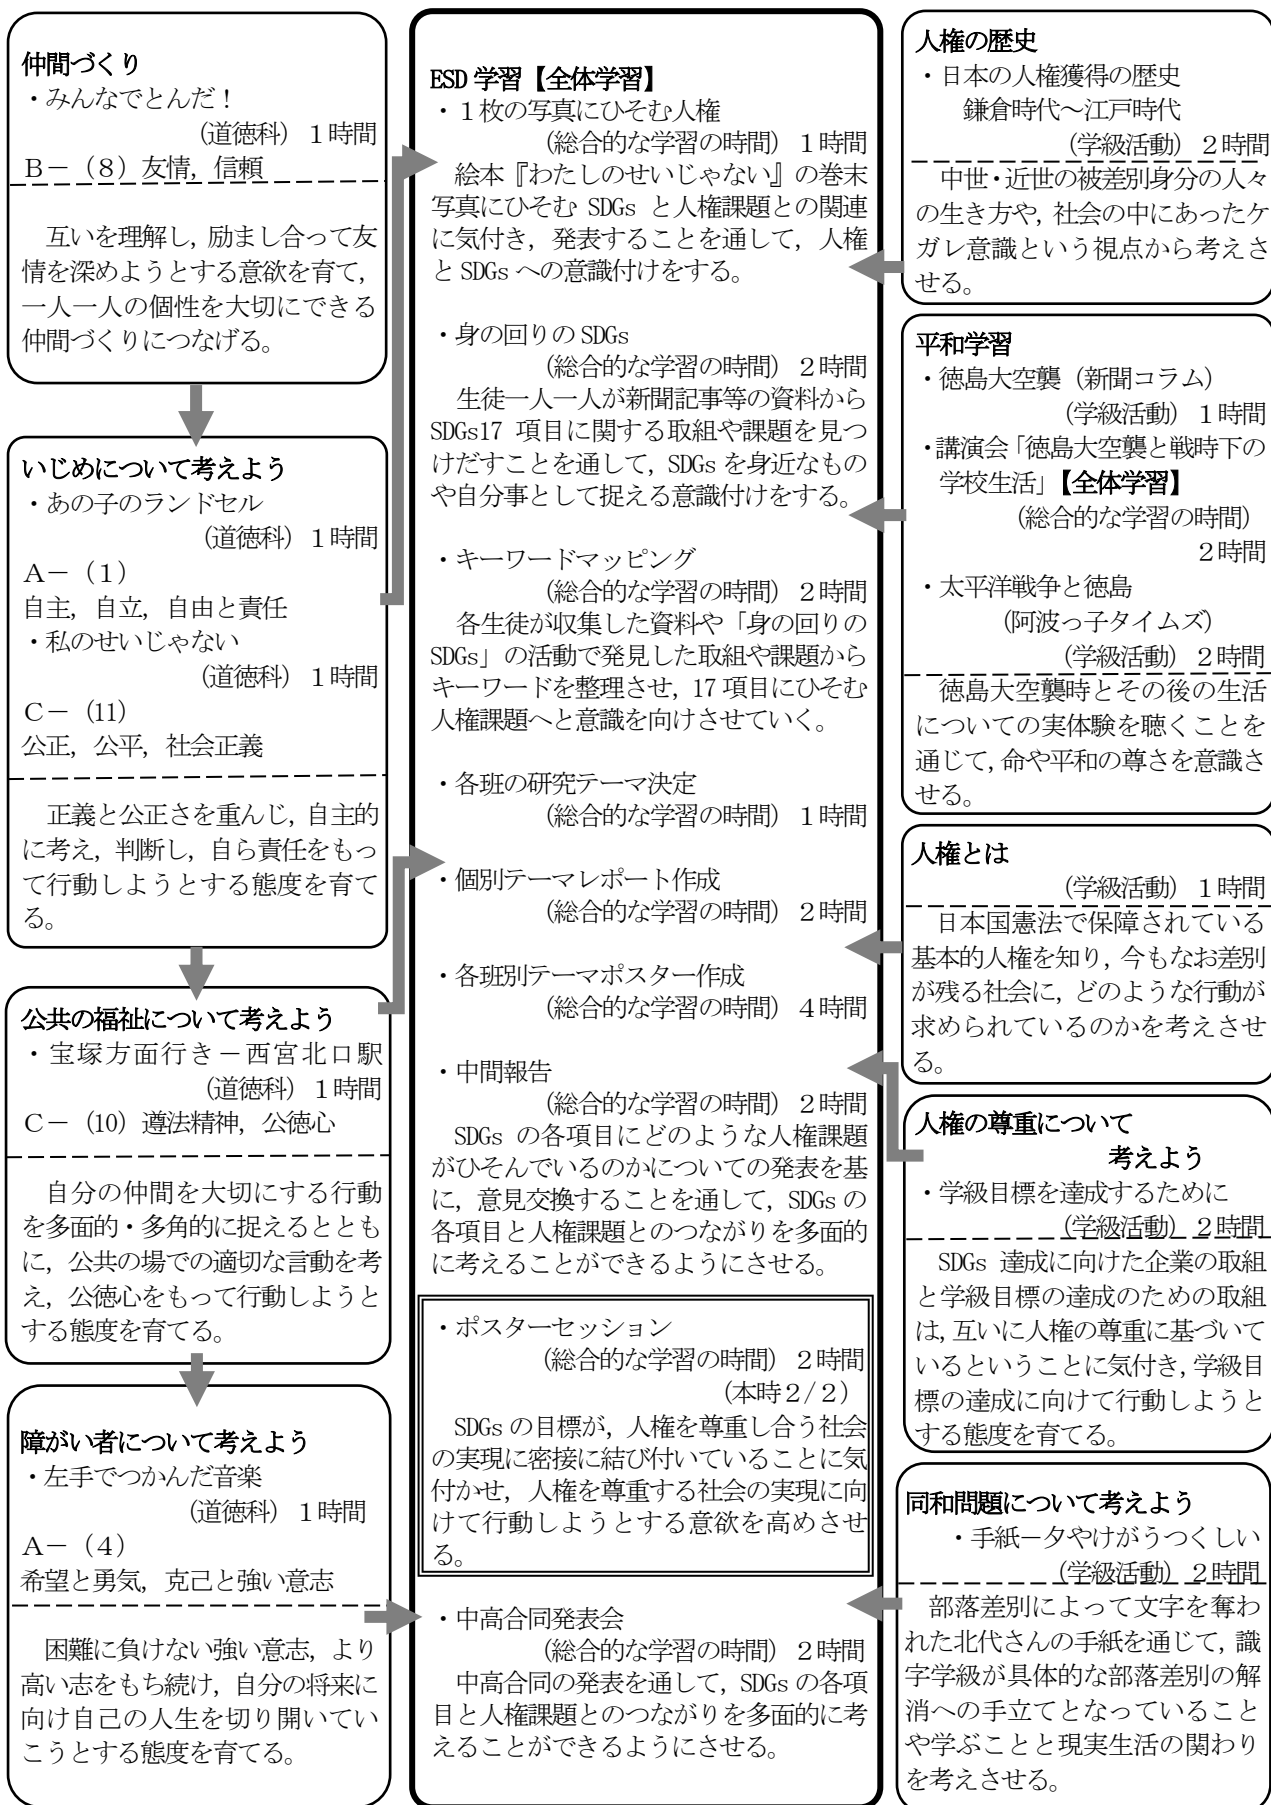 仲間づくり
・みんなでとんだ！
（道徳科）１時間
Ｂ－（８）友情，信頼
互いを理解し，励まし合って友
情を深めようとする意欲を育て，
一人一人の個性を大切にできる
仲間づくりにつなげる。
いじめについて考えよう
・あの子のランドセル
（道徳科）１時間
Ａ－（１）
自主，自立，自由と責任
・私のせいじゃない
（道徳科）１時間
Ｃ－（11）
公正，公平，社会正義
正義と公正さを重んじ，自主的
に考え，判断し，自ら責任をもっ
て行動しようとする態度を育て
る。
公共の福祉について考えよう
・宝塚方面行き－西宮北口駅
（道徳科）１時間
Ｃ－（10）遵法精神，公徳心
自分の仲間を大切にする行動
を多面的・多角的に捉えるととも
に，公共の場での適切な言動を考
え，公徳心をもって行動しようと
する態度を育てる。
障がい者について考えよう
・左手でつかんだ音楽
（道徳科）１時間
Ａ－（４）
希望と勇気，克己と強い意志
困難に負けない強い意志，より
高い志をもち続け，自分の将来に
向け自己の人生を切り開いてい
こうとする態度を育てる。
ESD学習【全体学習】
・１枚の写真にひそむ人権
（総合的な学習の時間）１時間
絵本『わたしのせいじゃない』の巻末
写真にひそむ SDGs と人権課題との関連
に気付き，発表することを通して，人権
と SDGs への意識付けをする。
・身の回りの SDGs
（総合的な学習の時間）２時間
生徒一人一人が新聞記事等の資料から
SDGs17 項目に関する取組や課題を見つ
けだすことを通して，SDGs を身近なもの
や自分事として捉える意識付けをする。
・キーワードマッピング
（総合的な学習の時間）２時間
各生徒が収集した資料や「身の回りの
SDGs」の活動で発見した取組や課題から
キーワードを整理させ，17 項目にひそむ
人権課題へと意識を向けさせていく。
・各班の研究テーマ決定
（総合的な学習の時間）１時間
・個別テーマレポート作成
（総合的な学習の時間）２時間
・各班別テーマポスター作成
（総合的な学習の時間）４時間
・中間報告
（総合的な学習の時間）２時間
SDGs の各項目にどのような人権課題
がひそんでいるのかについての発表を基
に，意見交換することを通して，SDGs の
各項目と人権課題とのつながりを多面的
に考えることができるようにさせる。
・ポスターセッション
（総合的な学習の時間）２時間
（本時２/２）
SDGs の目標が，人権を尊重し合う社会
の実現に密接に結び付いていることに気
付かせ，人権を尊重する社会の実現に向
けて行動しようとする意欲を高めさせ
る。
・中高合同発表会
（総合的な学習の時間）２時間
中高合同の発表を通して，SDGs の各項
目と人権課題とのつながりを多面的に考
えることができるようにさせる。
人権の歴史
・日本の人権獲得の歴史
鎌倉時代～江戸時代
（学級活動）２時間
中世・近世の被差別身分の人々
の生き方や，社会の中にあったケ
ガレ意識という視点から考えさ
せる。
平和学習
・徳島大空襲（新聞コラム）
（学級活動）１時間
・講演会「徳島大空襲と戦時下の
学校生活」【全体学習】
（総合的な学習の時間）
２時間
・太平洋戦争と徳島
（阿波っ子タイムズ）
（学級活動）２時間
徳島大空襲時とその後の生活
についての実体験を聴くことを
通じて，命や平和の尊さを意識さ
せる。
人権とは
（学級活動）１時間
日本国憲法で保障されている
基本的人権を知り，今もなお差別
が残る社会に，どのような行動が
求められているのかを考えさせ
る。
人権の尊重について
考えよう
・学級目標を達成するために
（学級活動）２時間
SDGs 達成に向けた企業の取組
と学級目標の達成のための取組
は，互いに人権の尊重に基づいて
いるということに気付き，学級目
標の達成に向けて行動しようと
する態度を育てる。
同和問題について考えよう
・手紙－夕やけがうつくしい
（学級活動）２時間
部落差別によって文字を奪わ
れた北代さんの手紙を通じて，識
字学級が具体的な部落差別の解
消への手立てとなっていること
や学ぶことと現実生活の関わり
を考えさせる。